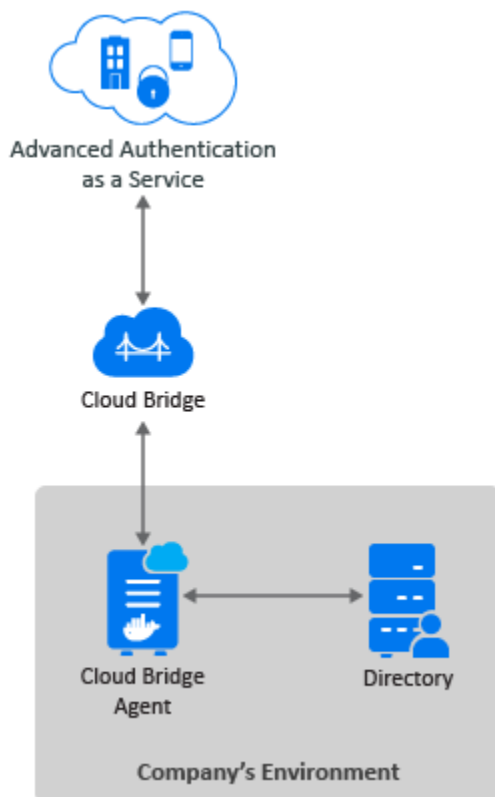 Advanced Authentication
as a Service
Cloud Bridge
Cloud Bridge
Agent
Directory
Company's Environment